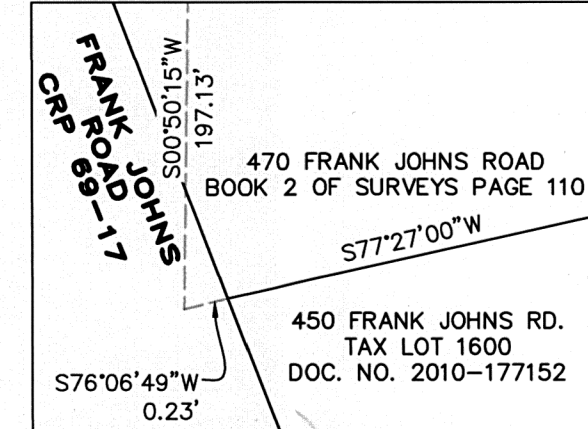 FRANK JOHNS
ROAD
CRP 69-17
S00°50'15"W
197.13'
470 FRANK JOHNS ROAD
BOOK 2 OF SURVEYS PAGE 110
S77°27'00"W
450 FRANK JOHNS RD.
TAX LOT 1600
DOC. NO. 2010-177152
S76°06'49"W
0.23'